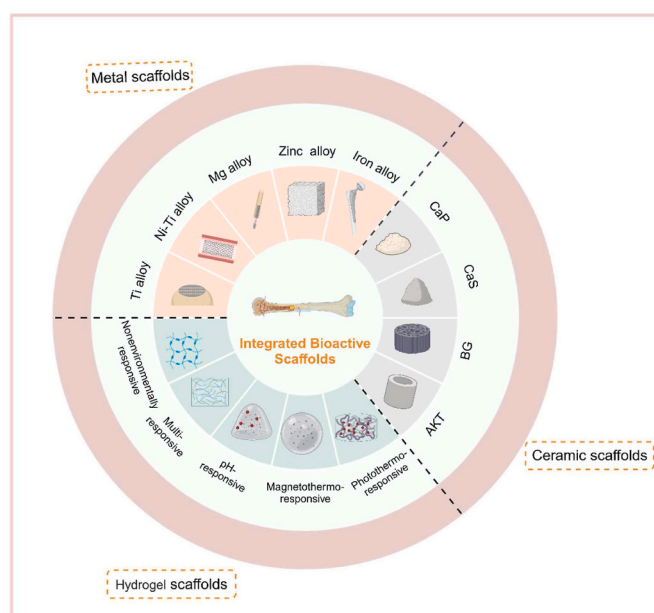 Metal scaffolds
Ti alloy
Ni-Ti alloy
Mg alloy
Zinc alloy
Iron alloy
CaP
CaS
BG
AKT
Ceramic scaffolds
Integrated Bioactive
Scaffolds
Nonenvironmentally
responsive
Multi-
responsive
pH-
responsive
Magnetothermo-
responsive
Photothermo-
responsive
Hydrogel scaffolds